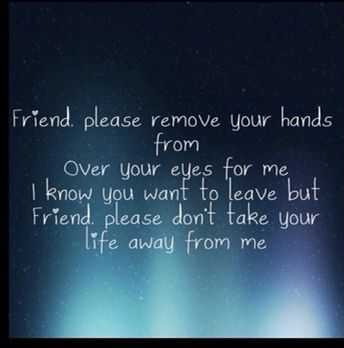 Friend, please remove your hands
from
Over your eyes for me
I know you want to leave but
Friend, please don't take your
life away from me